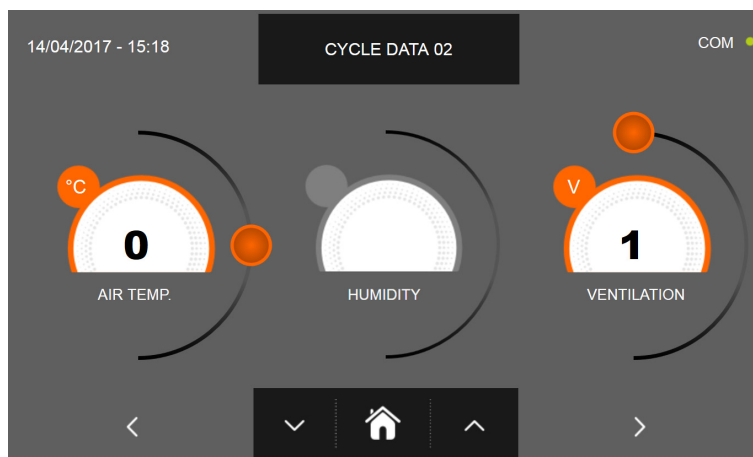 14/04/2017 - 15:18
CYCLE DATA 02
COM
°C
0
AIR TEMP.
HUMIDITY
V
1
VENTILATION